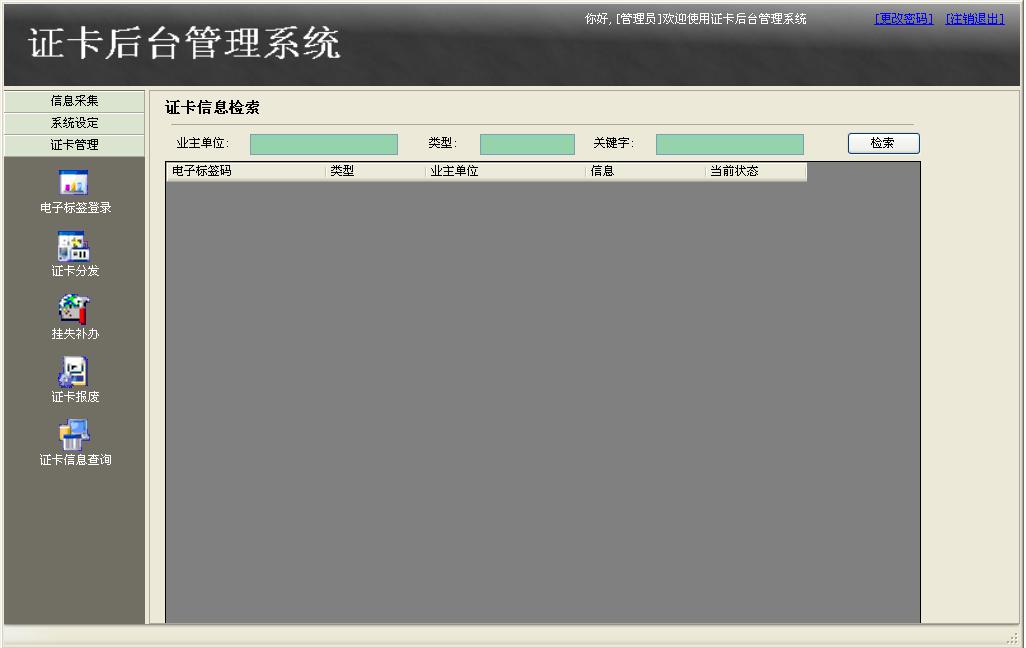 证卡后台管理系统
你好, [管理员]欢迎使用证卡后台管理系统 [更改密码] [注销退出]
信息采集
系统设定
证卡管理
电子标签登录
证卡分发
挂失补办
证卡报废
证卡信息查询
证卡信息检索
业主单位: 类型: 关键字: 检索
电子标签码 类型 业主单位 信息 当前状态